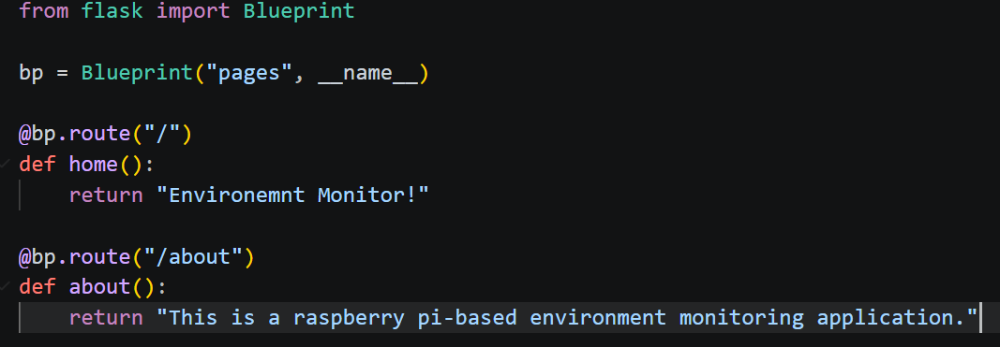 from flask import Blueprint
bp = Blueprint("pages", __name__)
@bp.route("/")
def home():
    return "Environemnt Monitor!"
@bp.route("/about")
def about():
    return "This is a raspberry pi-based environment monitoring application."